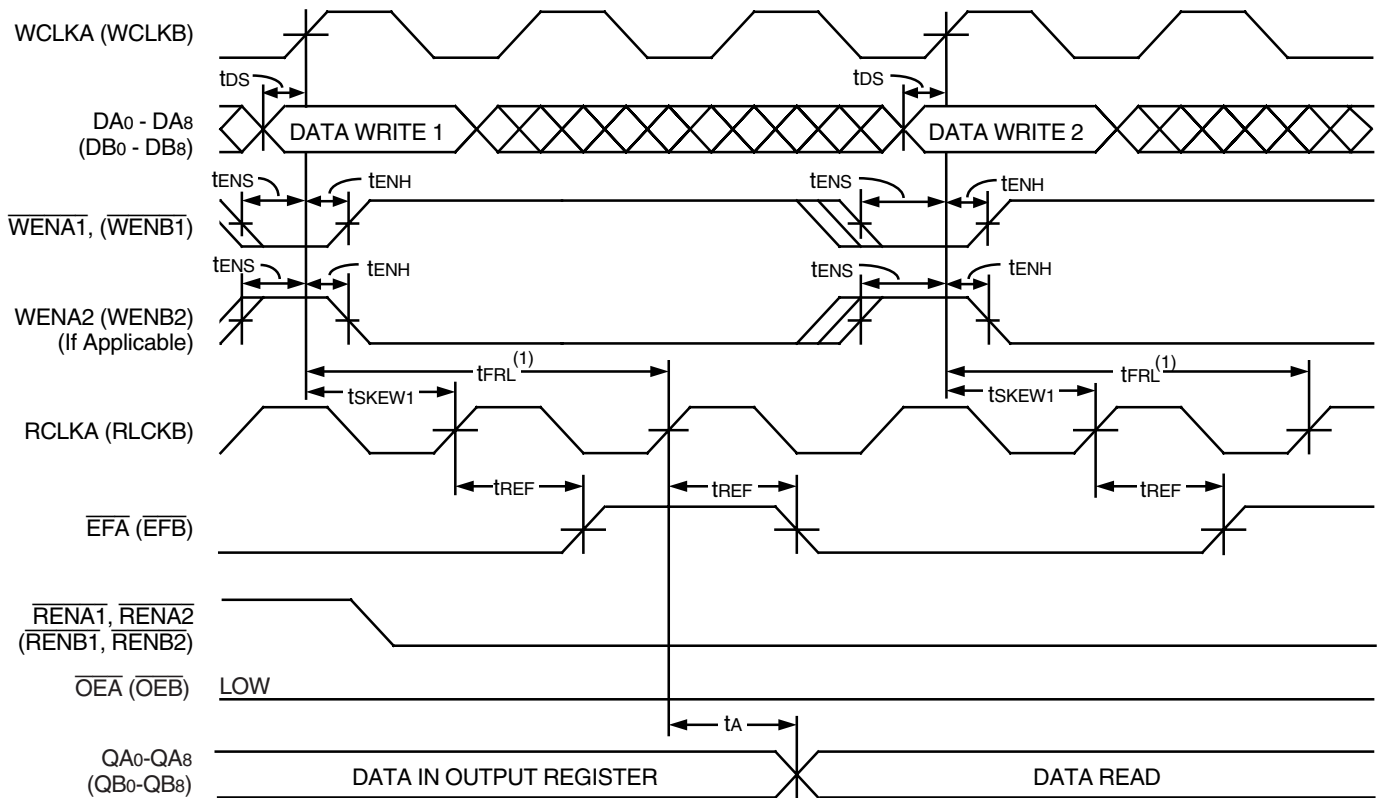 WCLKA (WCLKB)
tDS
tDS
DA0 - DA8
(DB0 - DB8)
DATA WRITE 1
DATA WRITE 2
tENS
tENH
tENS
tENH
WENA1, (WENB1)
tENS
tENH
tENS
tENH
WENA2 (WENB2)
(If Applicable)
tFRL(1)
tFRL(1)
tSKEW1
tSKEW1
RCLKA (RLCKB)
tREF
tREF
tREF
EFA (EFB)
RENA1, RENA2
(RENB1, RENB2)
OEA (OEB)
LOW
tA
QA0-QA8
(QB0-QB8)
DATA IN OUTPUT REGISTER
DATA READ